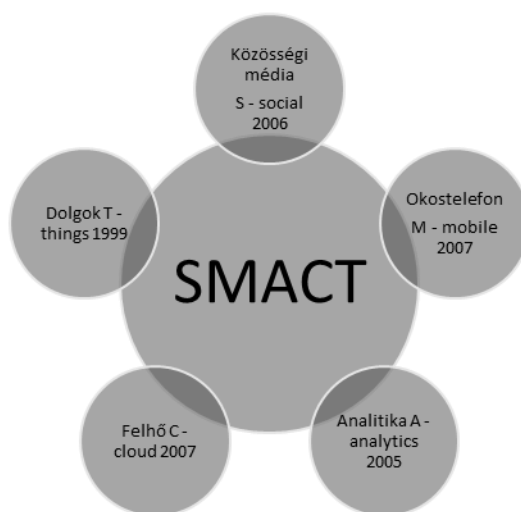 Közösségi
média
S - social
2006
Okostelefon
M - mobile
2007
Analitika A -
analytics
2005
Felhő C -
cloud 2007
Dolgok T -
things 1999
SMACT